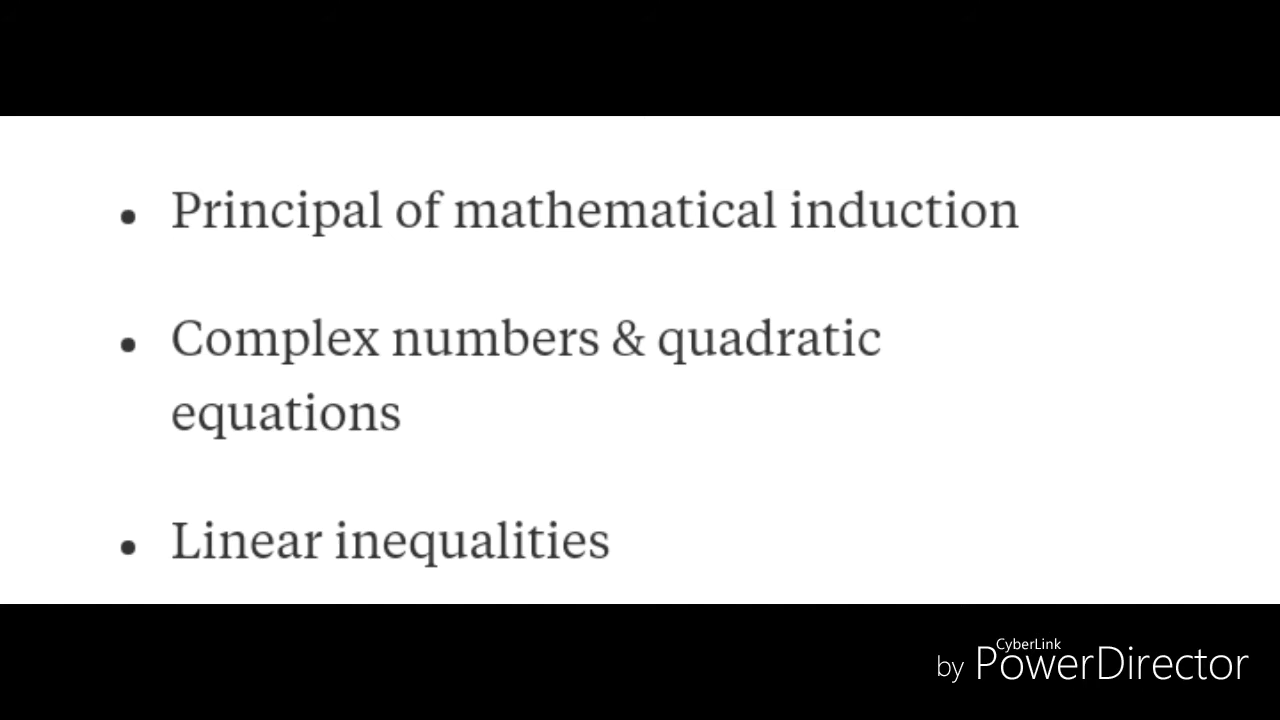 • Principal of mathematical induction
• Complex numbers & quadratic
equations
• Linear inequalities
CyberLink
by PowerDirector